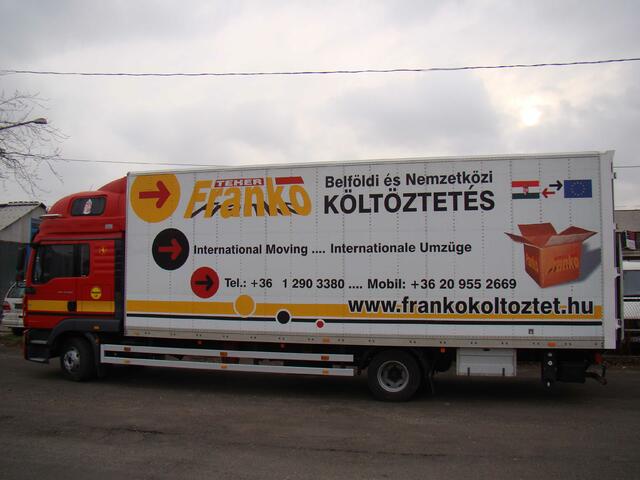 TEHER
Frankó
Belföldi és Nemzetközi
KÖLTÖZTETÉS
International Moving .... Internationale Umzüge
Tel.: +36 1 290 3380 .... Mobil: +36 20 955 2669
www.frankokoltoztet.hu
Franko